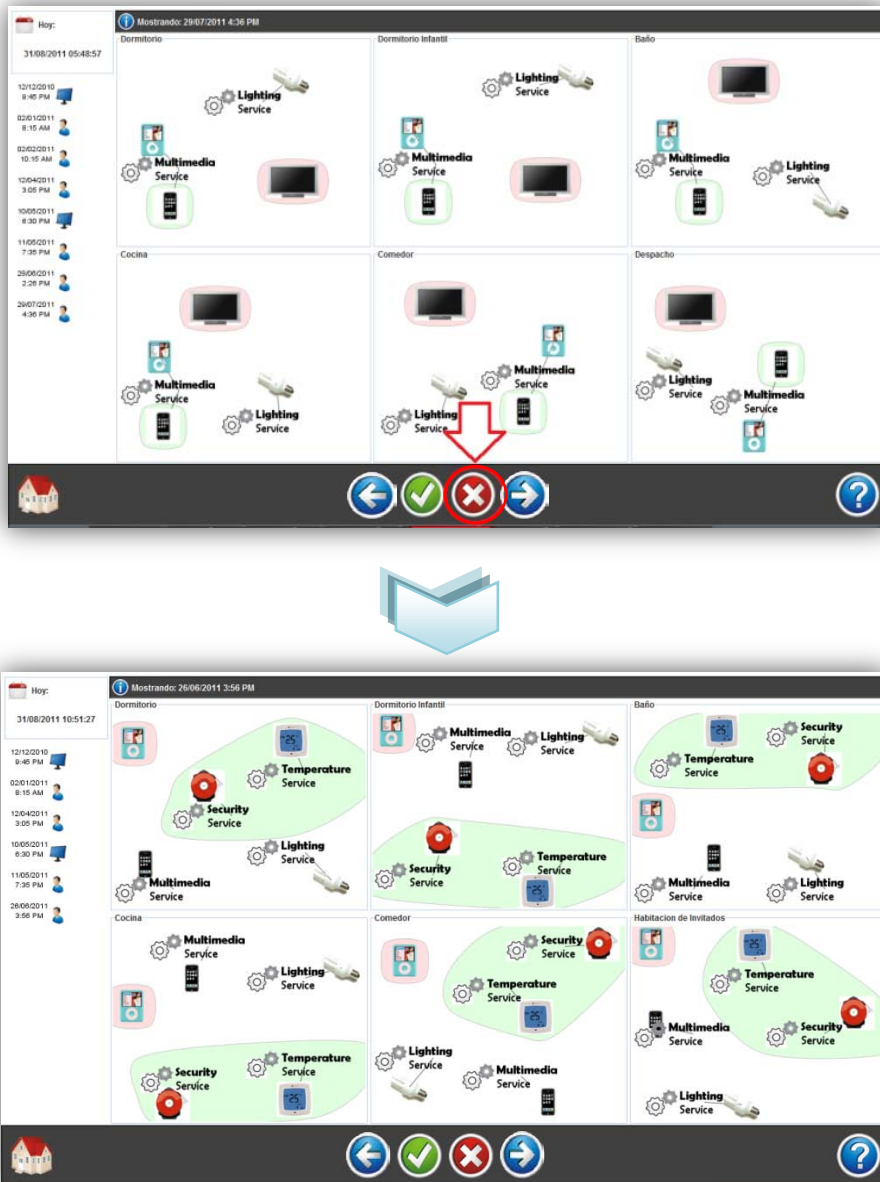 Hoy:
31/08/2011 05:48:57
12/12/2010
9:45 PM
02/01/2011
8:15 AM
02/02/2011
10:15 AM
12/04/2011
3:05 PM
10/05/2011
6:30 PM
11/05/2011
7:35 PM
29/06/2011
2:26 PM
29/07/2011
4:36 PM
Mostrando: 29/07/2011 4:36 PM
Dormitorio
Lighting
Service
Multimedia
Service
Dormitorio Infantil
Lighting
Service
Multimedia
Service
Baño
Multimedia
Service
Lighting
Service
Cocina
Multimedia
Service
Lighting
Service
Comedor
Multimedia
Service
Lighting
Service
Despacho
Lighting
Service
Multimedia
Service
?
Hoy:
31/08/2011 10:51:27
12/12/2010
9:45 PM
02/01/2011
8:15 AM
12/04/2011
3:05 PM
10/05/2011
6:30 PM
11/05/2011
7:35 PM
26/06/2011
3:56 PM
Mostrando: 26/06/2011 3:56 PM
Dormitorio
25
Temperature
Service
Security
Service
Lighting
Service
Multimedia
Service
Dormitorio Infantil
Multimedia
Service
Lighting
Service
Security
Service
Temperature
Service
25
Baño
25
Security
Service
Temperature
Service
Multimedia
Service
Lighting
Service
Cocina
Multimedia
Service
Lighting
Service
Security
Service
Temperature
Service
25
Comedor
Security
Service
Temperature
Service
25
Lighting
Service
Multimedia
Service
Habitacion de Invitados
25
Temperature
Service
Multimedia
Service
Security
Service
Lighting
Service
?